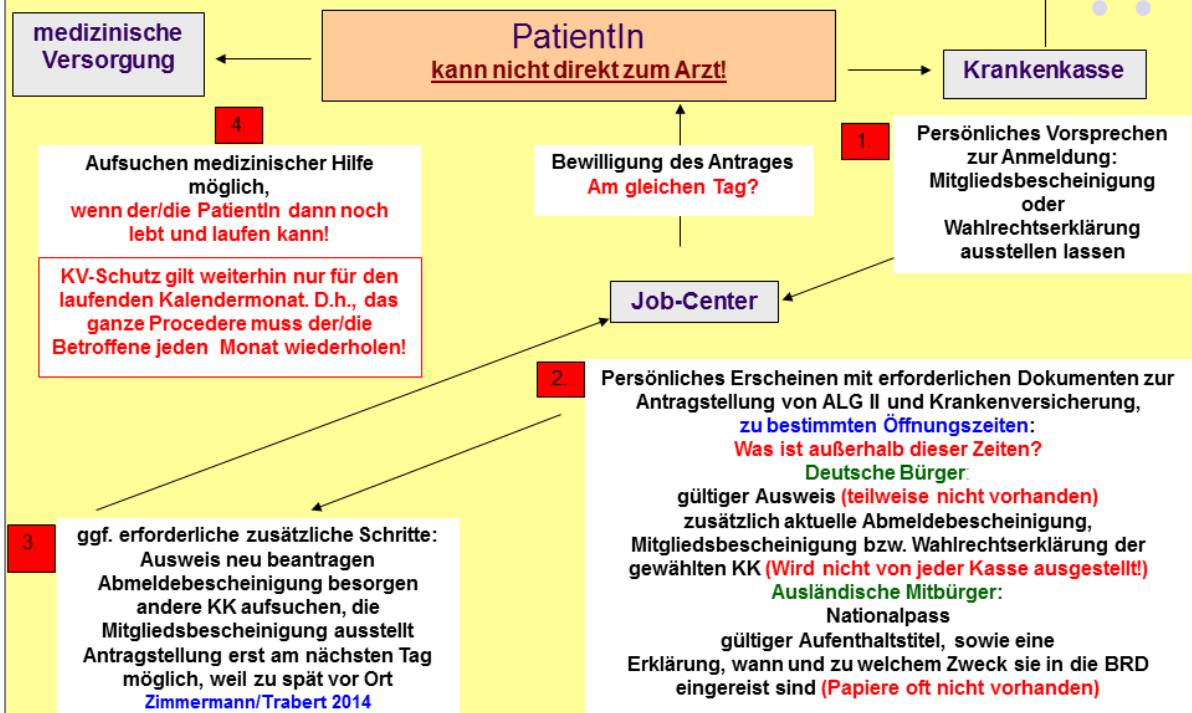 medizinische
Versorgung
PatientIn
kann nicht direkt zum Arzt!
Krankenkasse
1.
Persönliches Vorsprechen
zur Anmeldung:
Mitgliedsbescheinigung
oder
Wahlrechtserklärung
ausstellen lassen
4.
Aufsuchen medizinischer Hilfe
möglich,
wenn der/die PatientIn dann noch
lebt und laufen kann!
KV-Schutz gilt weiterhin nur für den
laufenden Kalendermonat. D.h., das
ganze Procedere muss der/die
Betroffene jeden Monat wiederholen!
Bewilligung des Antrages
Am gleichen Tag?
Job-Center
2.
Persönliches Erscheinen mit erforderlichen Dokumenten zur
Antragstellung von ALG II und Krankenversicherung,
zu bestimmten Öffnungszeiten:
Was ist außerhalb dieser Zeiten?
Deutsche Bürger:
gültiger Ausweis (teilweise nicht vorhanden)
zusätzlich aktuelle Abmeldebescheinigung,
Mitgliedsbescheinigung bzw. Wahlrechtserklärung der
gewählten KK (Wird nicht von jeder Kasse ausgestellt!)
Ausländische Mitbürger:
Nationalpass
gültiger Aufenthaltstitel, sowie eine
Erklärung, wann und zu welchem Zweck sie in die BRD
eingereist sind (Papiere oft nicht vorhanden)
3.
ggf. erforderliche zusätzliche Schritte:
Ausweis neu beantragen
Abmeldebescheinigung besorgen
andere KK aufsuchen, die
Mitgliedsbescheinigung ausstellt
Antragstellung erst am nächsten Tag
möglich, weil zu spät vor Ort
Zimmermann/Trabert 2014